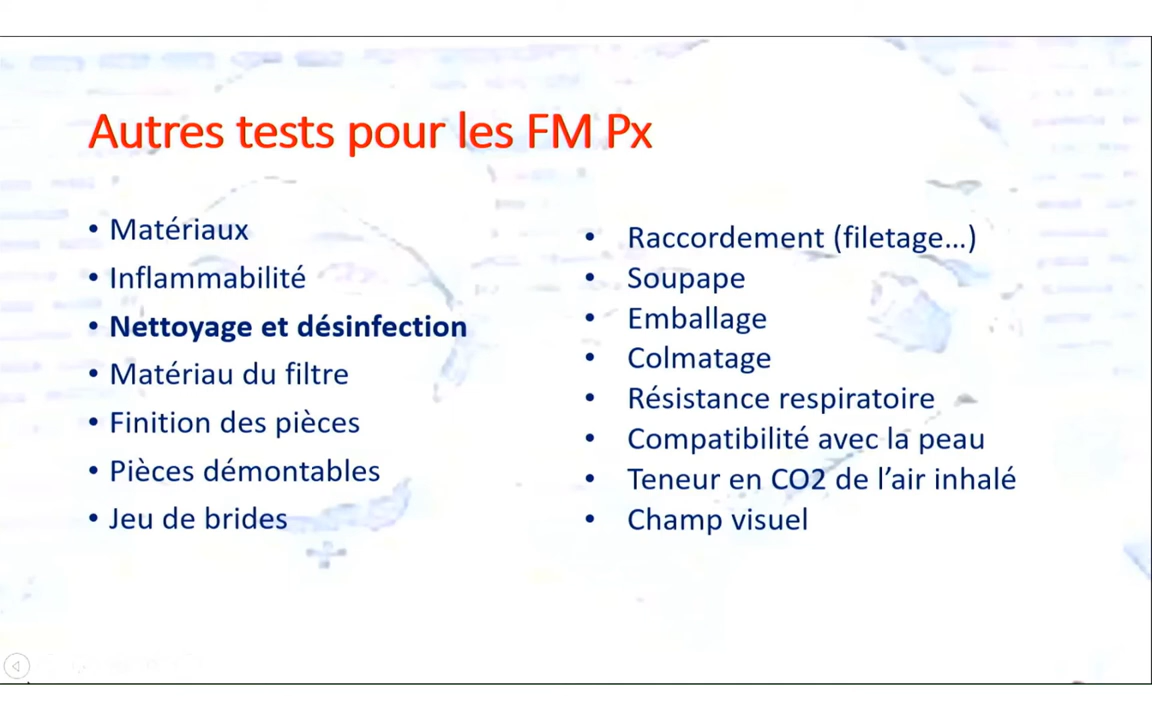 Autres tests pour les FM Px
• Matériaux
• Inflammabilité
• Nettoyage et désinfection
• Matériau du filtre
• Finition des pièces
• Pièces démontables
• Jeu de brides
• Raccordement (filetage…)
• Soupape
• Emballage
• Colmatage
• Résistance respiratoire
• Compatibilité avec la peau
• Teneur en CO2 de l’air inhalé
• Champ visuel